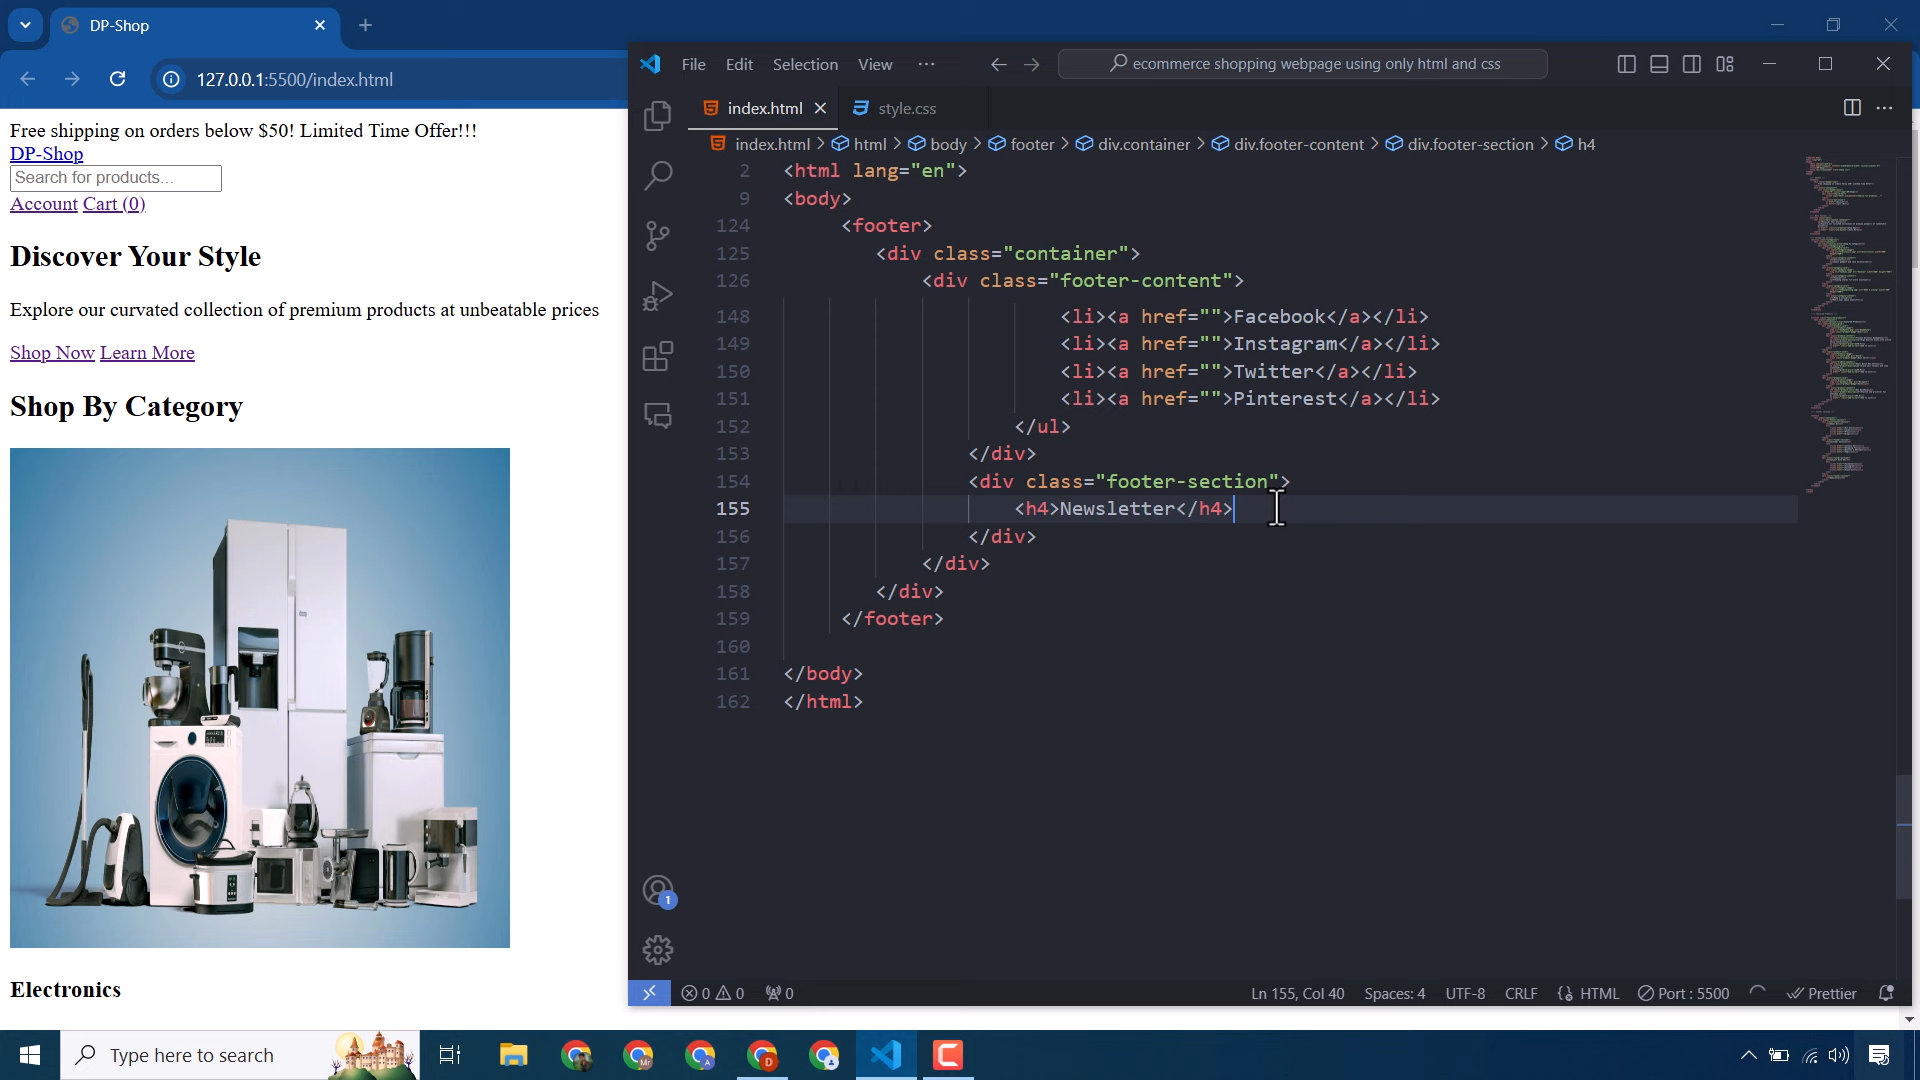 DP-Shop
127.0.0.1:5500/index.html
Free shipping on orders below $50! Limited Time Offer!!!
DP-Shop
Search for products...
Account Cart (0)
Discover Your Style
Explore our curvated collection of premium products at unbeatable prices
Shop Now Learn More
Shop By Category
Electronics
File Edit Selection View ···
ecommerce shopping webpage using only html and css
index.html
style.css
index.html > html > body > footer > div.container > div.footer-content > div.footer-section > h4
2 <html lang="en">
9 <body>
124 <footer>
125 <div class="container">
126 <div class="footer-content">
148 <li><a href="">Facebook</a></li>
149 <li><a href="">Instagram</a></li>
150 <li><a href="">Twitter</a></li>
151 <li><a href="">Pinterest</a></li>
152 </ul>
153 </div>
154 <div class="footer-section">
155 <h4>Newsletter</h4>
156 </div>
157 </div>
158 </div>
159 </footer>
160
161 </body>
162 </html>
1
0 0 0 Ln 155, Col 40 Spaces: 4 UTF-8 CRLF {} HTML Port : 5500 Prettier
Type here to search
Mr
A
D